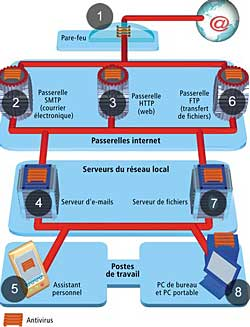 1
@
Pare-feu
2
3
6
Passerelle
SMTP
(courrier
électronique)
Passerelle
HTTP
(web)
Passerelle
FTP
(transfert
de fichiers)
Passerelles internet
Serveurs du réseau local
4
Serveur d'e-mails
Serveur de fichiers
7
5
Assistant
personnel
Postes
de travail
PC de bureau
et PC portable
8
Antivirus